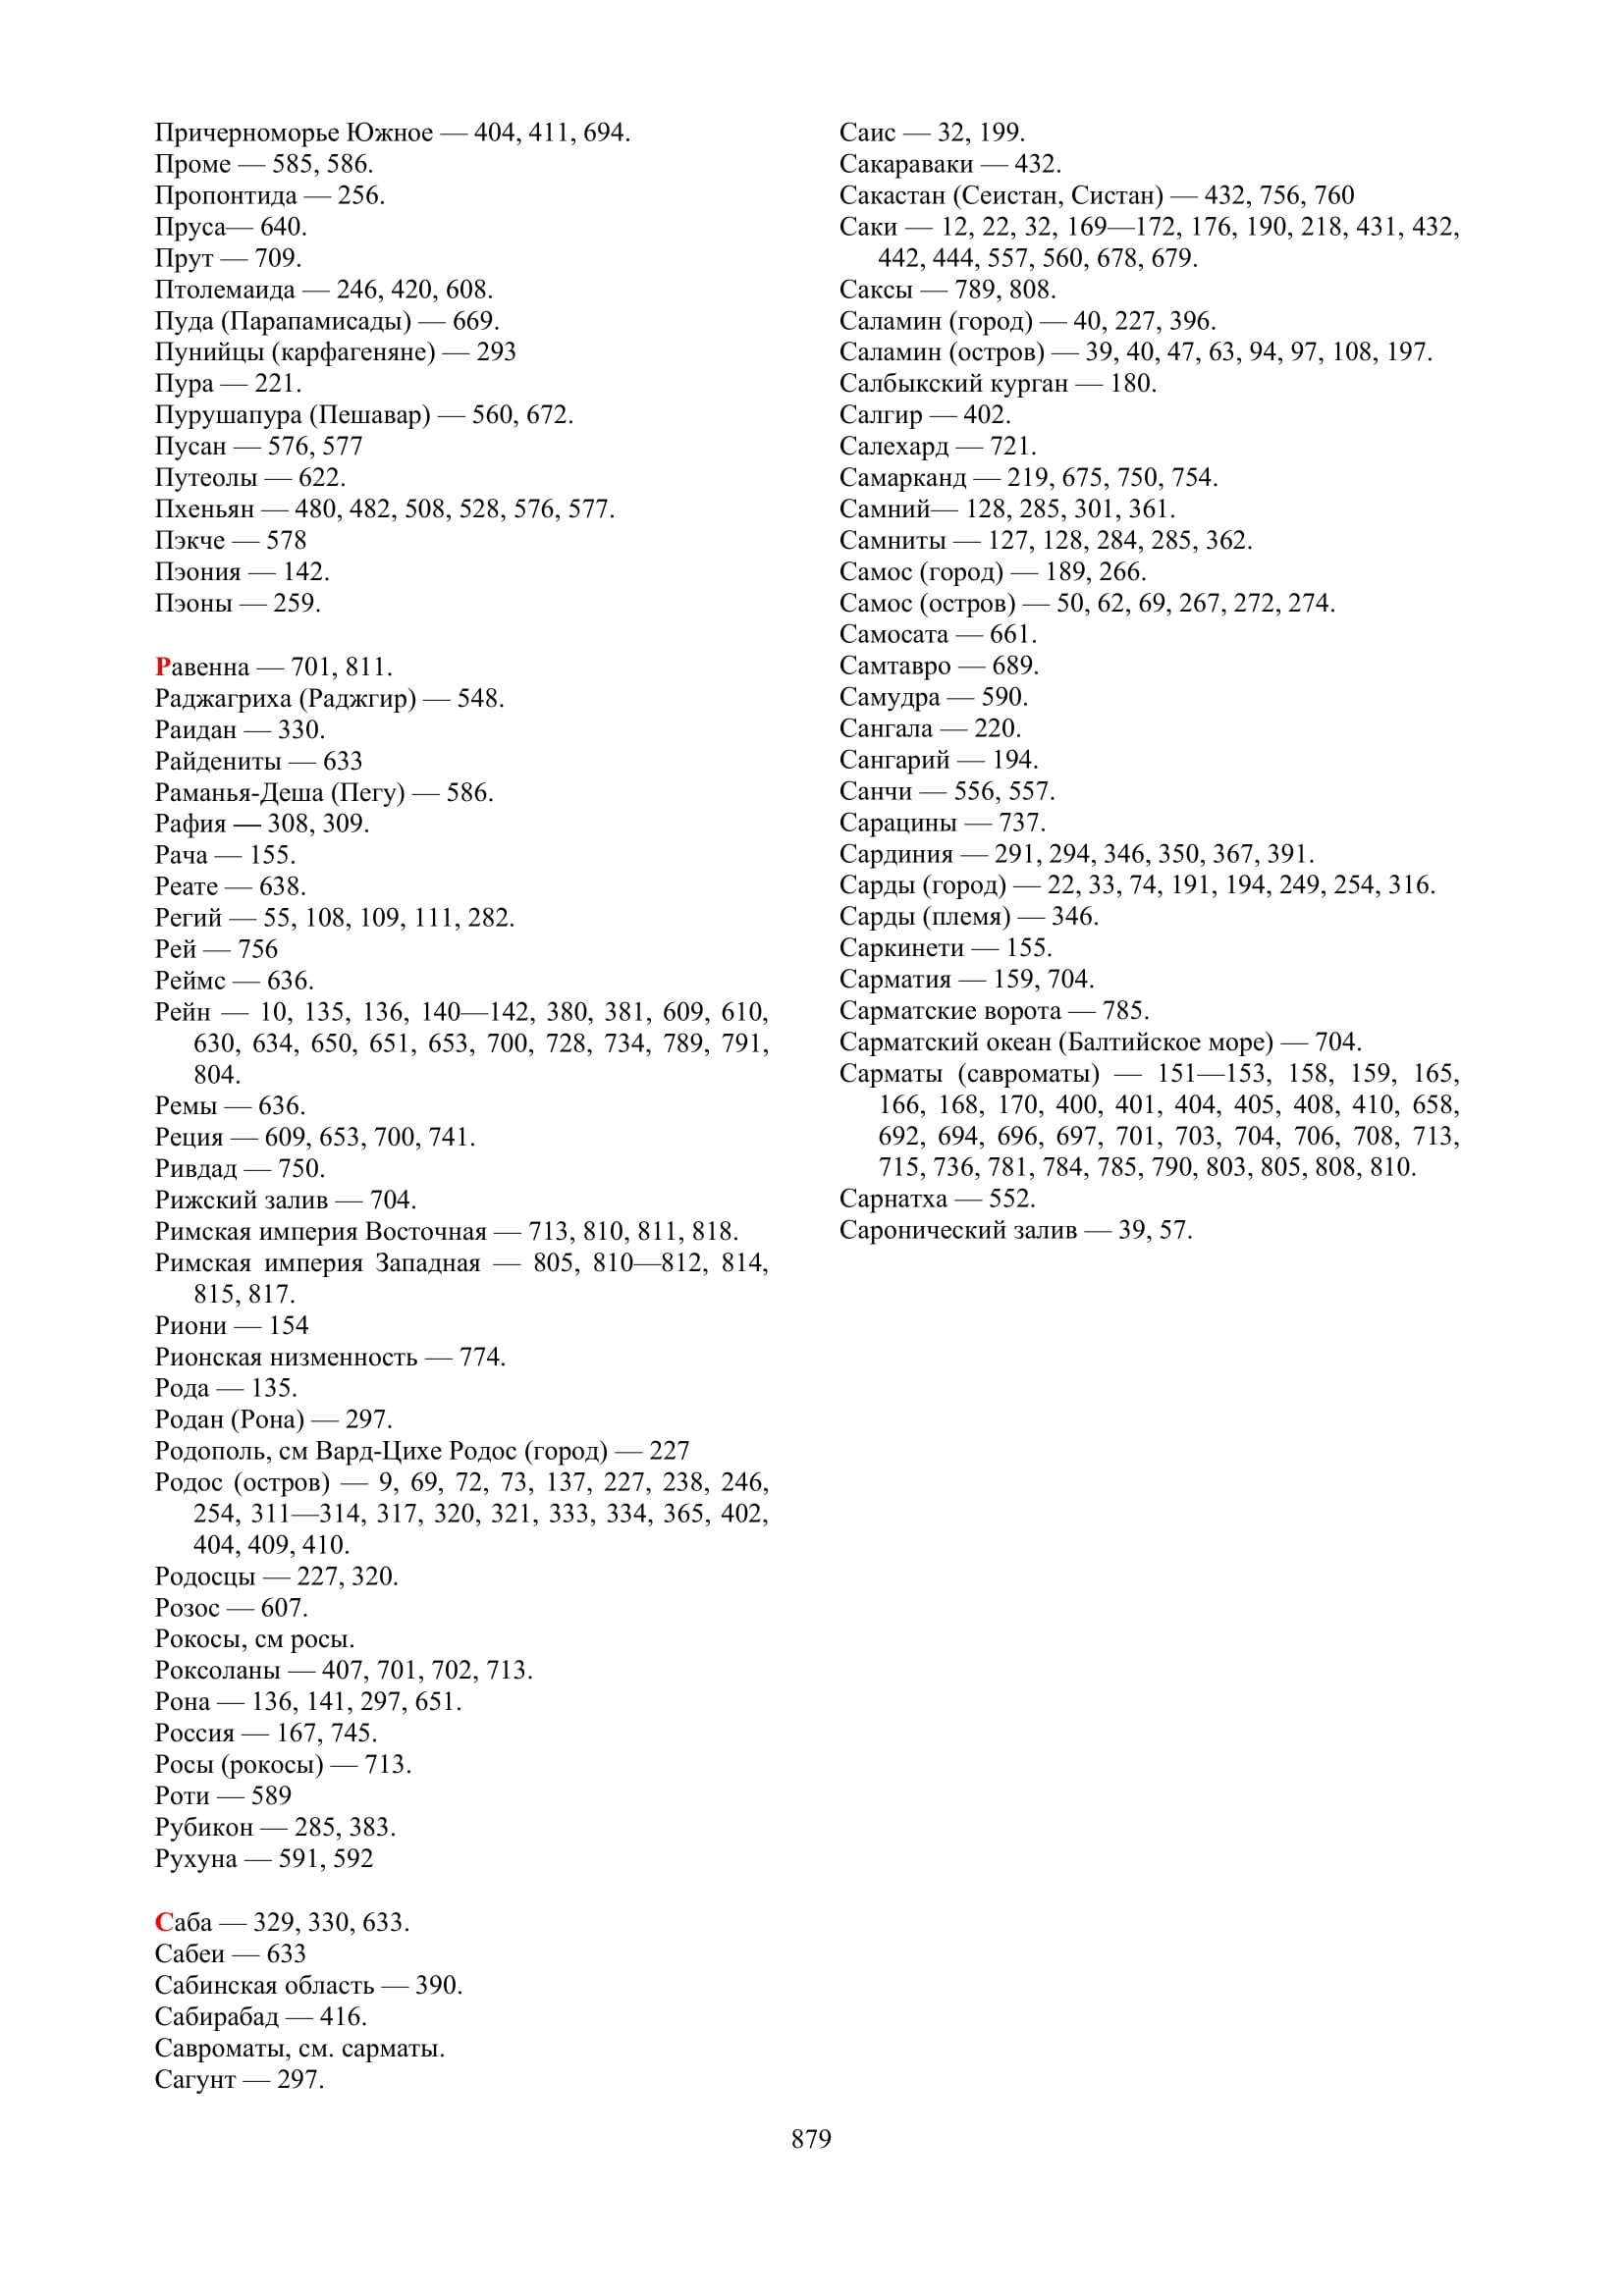 Причерноморье Южное — 404, 411, 694.
Проме — 585, 586.
Пропонтида — 256.
Пруса— 640.
Прут — 709.
Птолемаида — 246, 420, 608.
Пуда (Парапамисады) — 669.
Пунийцы (карфагеняне) — 293
Пура — 221.
Пурушапура (Пешавар) — 560, 672.
Пусан — 576, 577
Путеолы — 622.
Пхеньян — 480, 482, 508, 528, 576, 577.
Пэкче — 578
Пэония — 142.
Пэоны — 259.
Равенна — 701, 811.
Раджагриха (Раджгир) — 548.
Раидан — 330.
Райдениты — 633
Раманья-Деша (Пегу) — 586.
Рафия — 308, 309.
Рача — 155.
Реате — 638.
Регий — 55, 108, 109, 111, 282.
Рей — 756
Реймс — 636.
Рейн — 10, 135, 136, 140—142, 380, 381, 609, 610,
630, 634, 650, 651, 653, 700, 728, 734, 789, 791,
804.
Ремы — 636.
Реция — 609, 653, 700, 741.
Ривдад — 750.
Рижский залив — 704.
Римская империя Восточная — 713, 810, 811, 818.
Римская империя Западная — 805, 810—812, 814,
815, 817.
Риони — 154
Рионская низменность — 774.
Рода — 135.
Родан (Рона) — 297.
Родополь, см Вард-Цихе Родос (город) — 227
Родос (остров) — 9, 69, 72, 73, 137, 227, 238, 246,
254, 311—314, 317, 320, 321, 333, 334, 365, 402,
404, 409, 410.
Родосцы — 227, 320.
Розос — 607.
Рокосы, см росы.
Роксоланы — 407, 701, 702, 713.
Рона — 136, 141, 297, 651.
Россия — 167, 745.
Росы (рокосы) — 713.
Роти — 589
Рубикон — 285, 383.
Рухуна — 591, 592
Саба — 329, 330, 633.
Сабеи — 633
Сабинская область — 390.
Сабирабад — 416.
Савроматы, см. сарматы.
Сагунт — 297.
Саис — 32, 199.
Сакараваки — 432.
Сакастан (Сеистан, Систан) — 432, 756, 760
Саки — 12, 22, 32, 169—172, 176, 190, 218, 431, 432,
442, 444, 557, 560, 678, 679.
Саксы — 789, 808.
Саламин (город) — 40, 227, 396.
Саламин (остров) — 39, 40, 47, 63, 94, 97, 108, 197.
Салбыкский курган — 180.
Салгир — 402.
Салехард — 721.
Самарканд — 219, 675, 750, 754.
Самний— 128, 285, 301, 361.
Самниты — 127, 128, 284, 285, 362.
Самос (город) — 189, 266.
Самос (остров) — 50, 62, 69, 267, 272, 274.
Самосата — 661.
Самтавро — 689.
Самудра — 590.
Сангала — 220.
Сангарий — 194.
Санчи — 556, 557.
Сарацины — 737.
Сардиния — 291, 294, 346, 350, 367, 391.
Сарды (город) — 22, 33, 74, 191, 194, 249, 254, 316.
Сарды (племя) — 346.
Саркинети — 155.
Сарматия — 159, 704.
Сарматские ворота — 785.
Сарматский океан (Балтийское море) — 704.
Сарматы (савроматы) — 151—153, 158, 159, 165,
166, 168, 170, 400, 401, 404, 405, 408, 410, 658,
692, 694, 696, 697, 701, 703, 704, 706, 708, 713,
715, 736, 781, 784, 785, 790, 803, 805, 808, 810.
Сарнатха — 552.
Саронический залив — 39, 57.
879